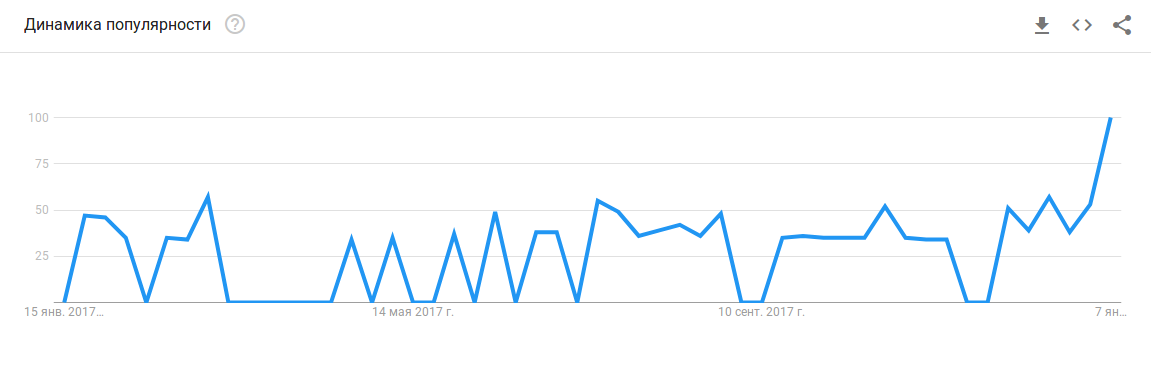 Динамика популярности ?
100
75
50
25
15 янв. 2017…
14 мая 2017 г.
10 сент. 2017 г.
7 ян…